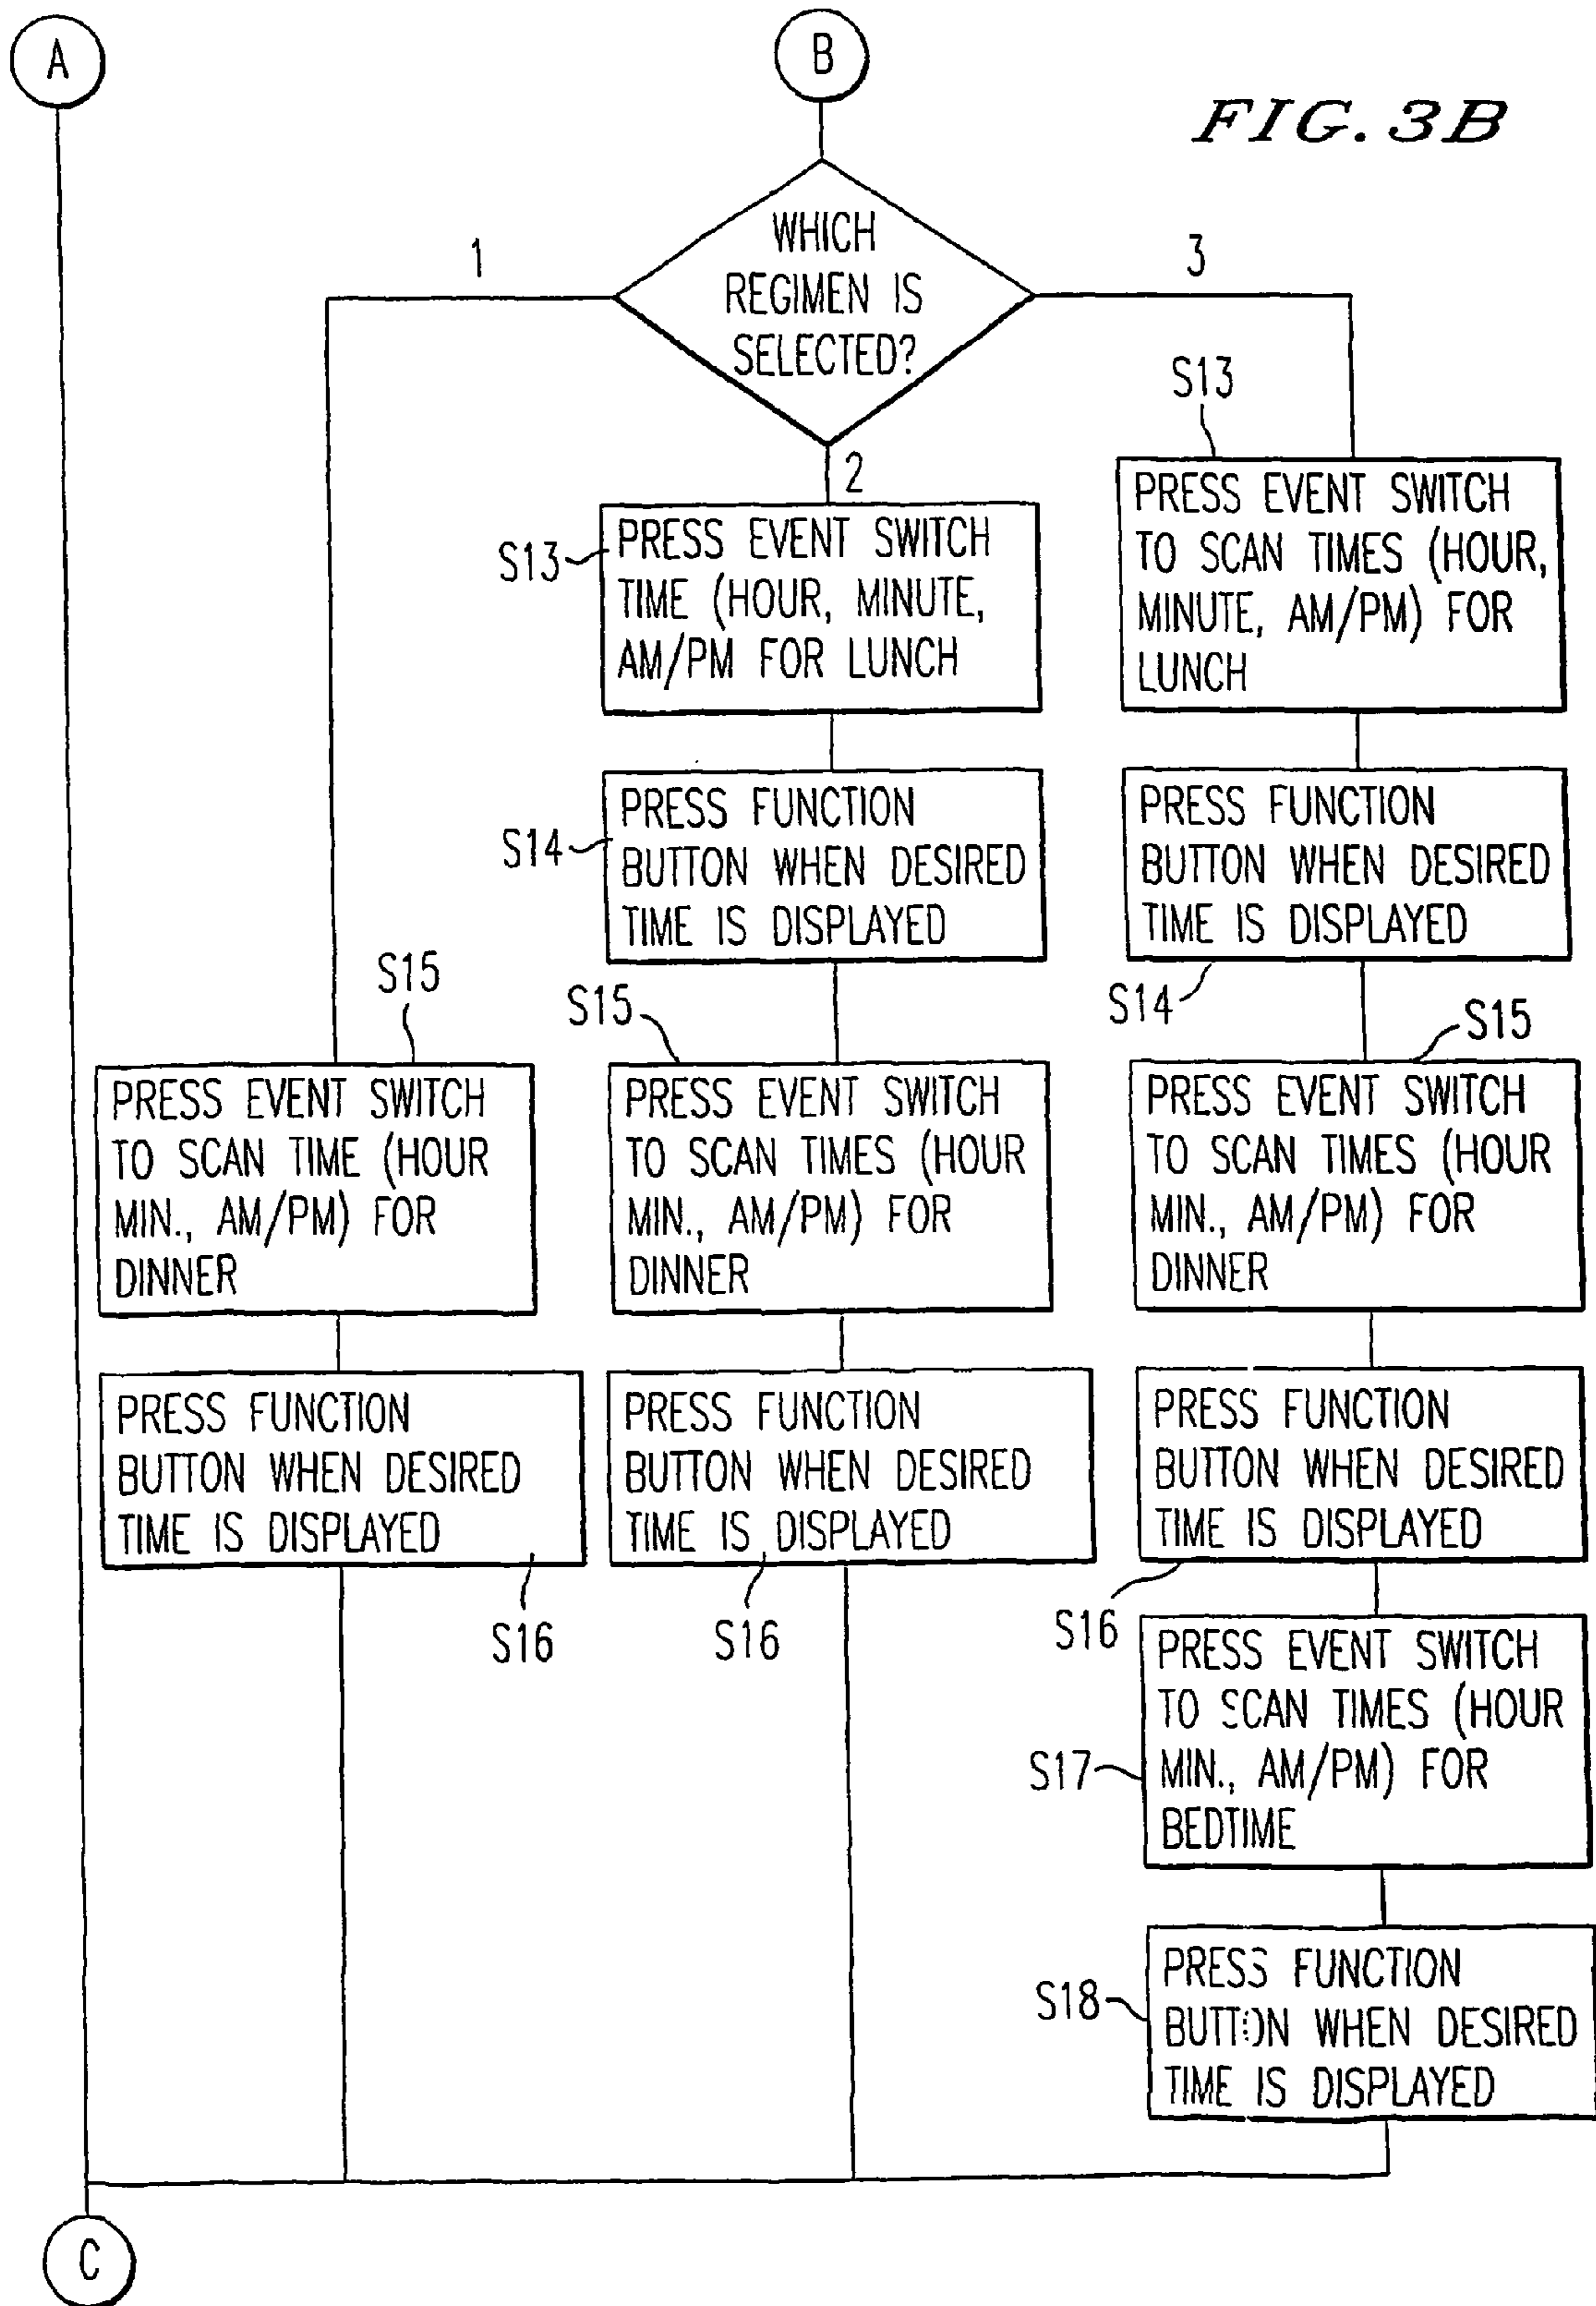 A
B
FIG. 3B
WHICH
REGIMEN IS
SELECTED?
1
2
3
S15
PRESS EVENT SWITCH
TO SCAN TIME (HOUR
MIN., AM/PM) FOR
DINNER
PRESS FUNCTION
BUTTON WHEN DESIRED
TIME IS DISPLAYED
S16
S13
PRESS EVENT SWITCH
TIME (HOUR, MINUTE,
AM/PM FOR LUNCH
S14
PRESS FUNCTION
BUTTON WHEN DESIRED
TIME IS DISPLAYED
S15
PRESS EVENT SWITCH
TO SCAN TIMES (HOUR
MIN., AM/PM) FOR
DINNER
PRESS FUNCTION
BUTTON WHEN DESIRED
TIME IS DISPLAYED
S16
S13
PRESS EVENT SWITCH
TO SCAN TIMES (HOUR,
MINUTE, AM/PM) FOR
LUNCH
PRESS FUNCTION
BUTTON WHEN DESIRED
TIME IS DISPLAYED
S14
S15
PRESS EVENT SWITCH
TO SCAN TIMES (HOUR
MIN., AM/PM) FOR
DINNER
PRESS FUNCTION
BUTTON WHEN DESIRED
TIME IS DISPLAYED
S16
PRESS EVENT SWITCH
TO SCAN TIMES (HOUR
MIN., AM/PM) FOR
BEDTIME
S17
PRESS FUNCTION
BUTTON WHEN DESIRED
TIME IS DISPLAYED
S18
C